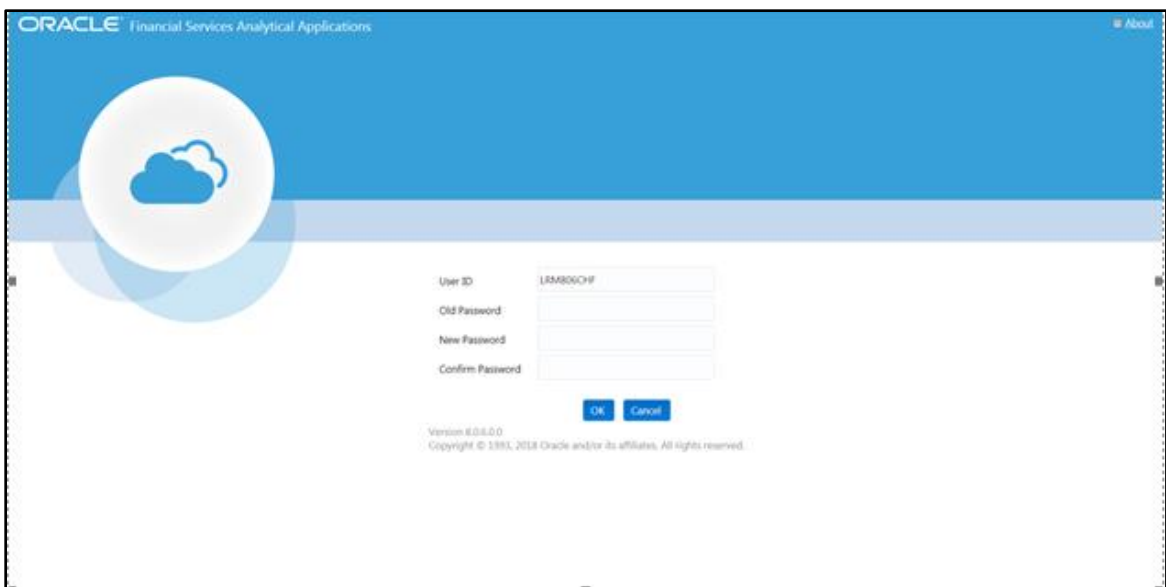 ORACLE® Financial Services Analytical Applications
About
User ID LRM806CHF
Old Password
New Password
Confirm Password
OK Cancel
Version 8.0.6.0.0
Copyright © 1993, 2018 Oracle and/or its affiliates. All rights reserved.